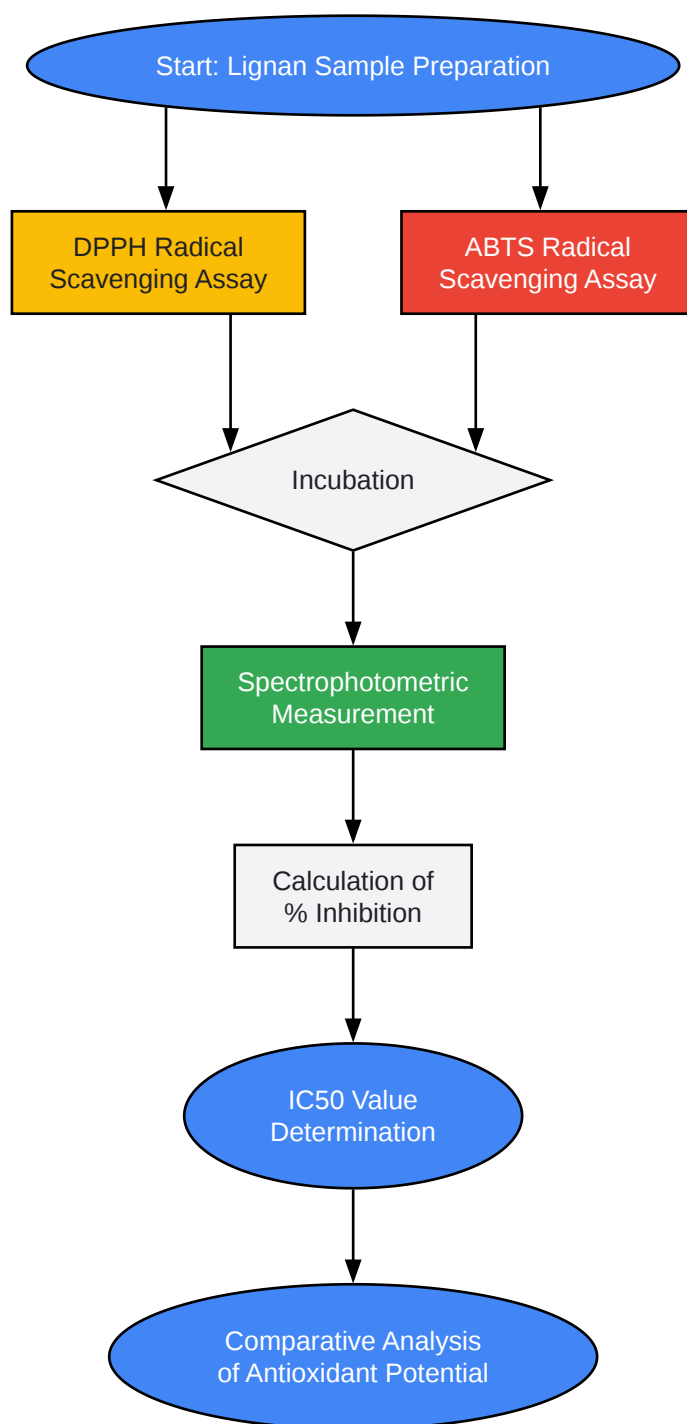 Start: Lignan Sample Preparation
DPPH Radical
Scavenging Assay
ABTS Radical
Scavenging Assay
Incubation
Spectrophotometric
Measurement
Calculation of
% Inhibition
IC50 Value
Determination
Comparative Analysis
of Antioxidant Potential